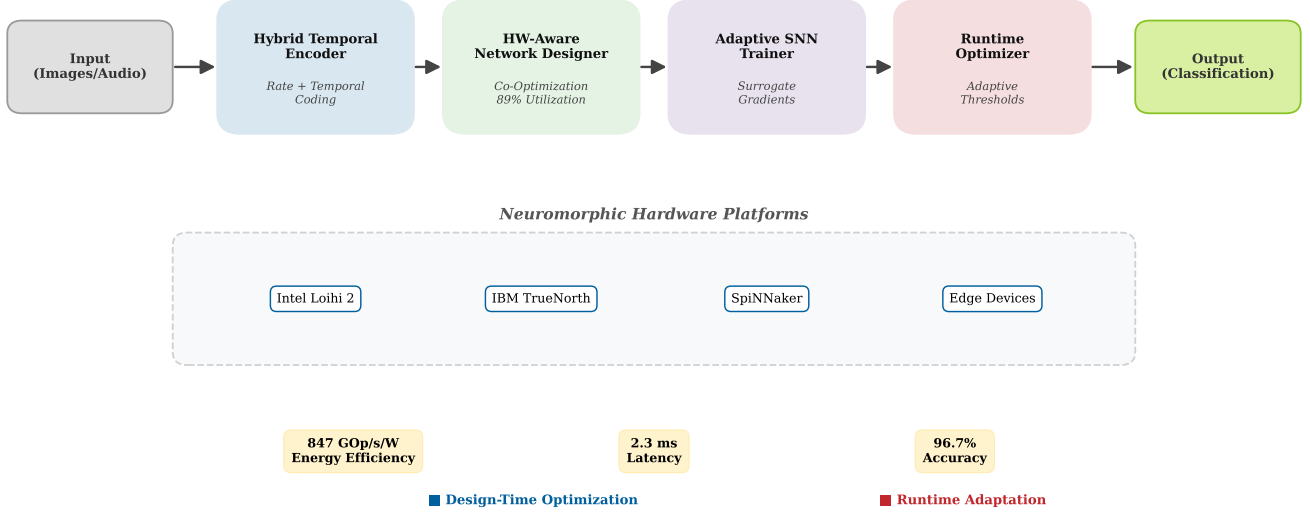 Input
(Images/Audio)
Hybrid Temporal
Encoder
Rate + Temporal
Coding
HW-Aware
Network Designer
Co-Optimization
89% Utilization
Adaptive SNN
Trainer
Surrogate
Gradients
Runtime
Optimizer
Adaptive
Thresholds
Output
(Classification)
Neuromorphic Hardware Platforms
Intel Loihi 2
IBM TrueNorth
SpiNNaker
Edge Devices
847 GOp/s/W
Energy Efficiency
2.3 ms
Latency
96.7%
Accuracy
Design-Time Optimization
Runtime Adaptation